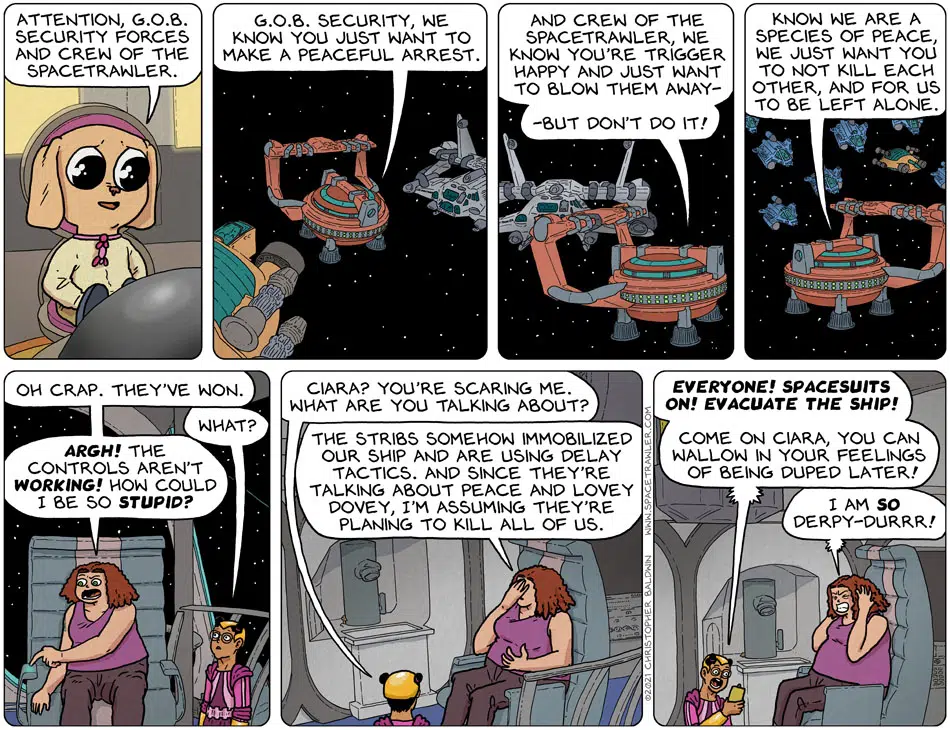 ATTENTION, G.O.B.
SECURITY FORCES
AND CREW OF THE
SPACETRAWLER.
G.O.B. SECURITY, WE
KNOW YOU JUST WANT TO
MAKE A PEACEFUL ARREST.
AND CREW OF THE
SPACETRAWLER, WE
KNOW YOU'RE TRIGGER
HAPPY AND JUST WANT
TO BLOW THEM AWAY-
-BUT DON'T DO IT!
KNOW WE ARE A
SPECIES OF PEACE,
WE JUST WANT YOU
TO NOT KILL EACH
OTHER, AND FOR US
TO BE LEFT ALONE.
OH CRAP. THEY'VE WON.
WHAT?
ARGH! THE
CONTROLS AREN'T
WORKING! HOW COULD
I BE SO STUPID?
CIARA? YOU'RE SCARING ME.
WHAT ARE YOU TALKING ABOUT?
THE STRIBS SOMEHOW IMMOBILIZED
OUR SHIP AND ARE USING DELAY
TACTICS. AND SINCE THEY'RE
TALKING ABOUT PEACE AND LOVEY
DOVEY, I'M ASSUMING THEY'RE
PLANING TO KILL ALL OF US.
©2021 CHRISTOPHER BALDWIN WWW.SPACETRAWLER.COM
EVERYONE! SPACESUITS
ON! EVACUATE THE SHIP!
COME ON CIARA, YOU CAN
WALLOW IN YOUR FEELINGS
OF BEING DUPED LATER!
I AM SO
DERPY-DURRR!